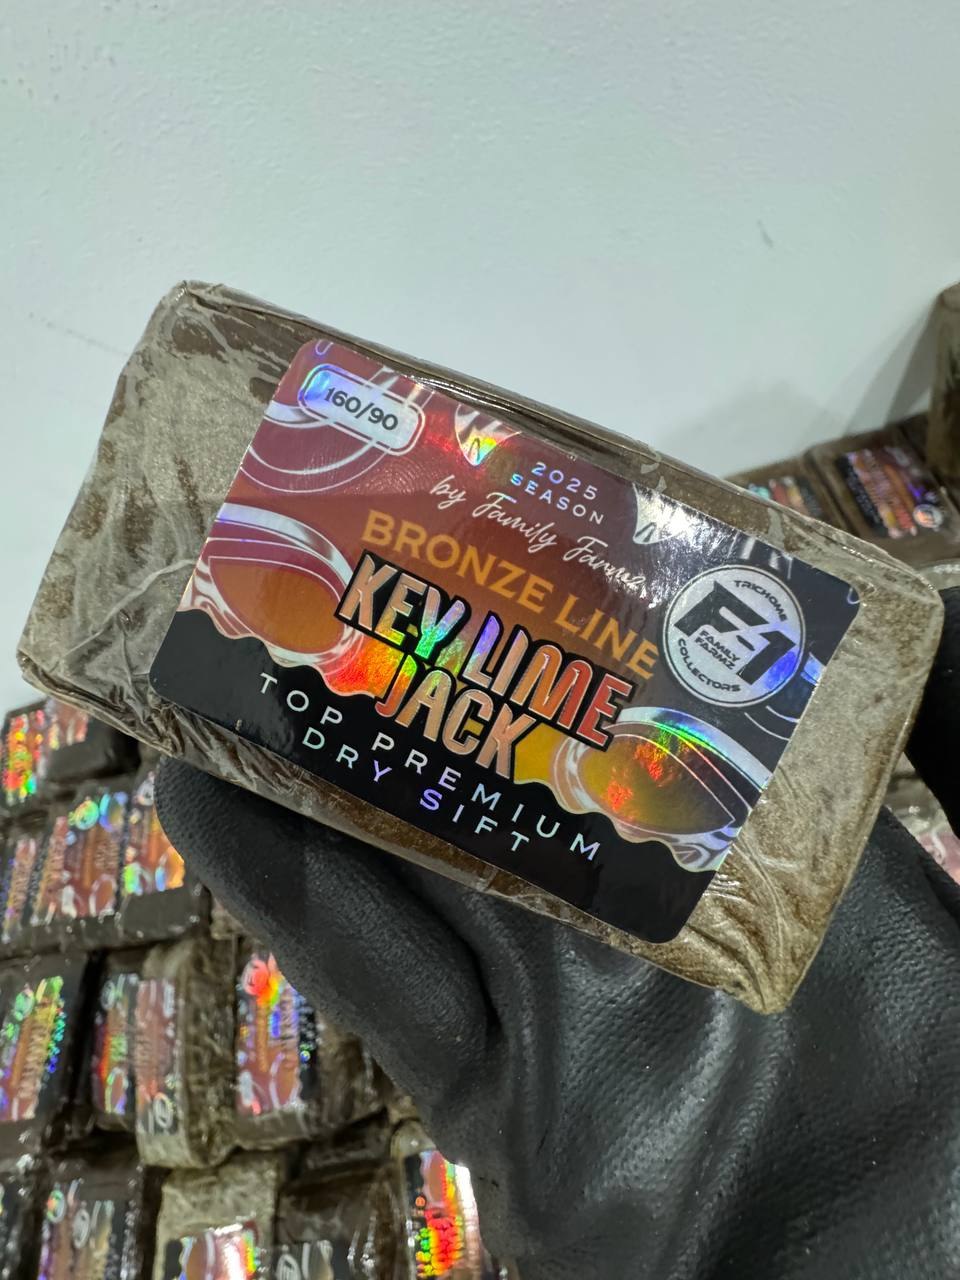 160/90
2025
SEASON
by Family Farmz
BRONZE LINE
KEY LIME
JACK
TOP PREMIUM
DRY SIFT
TRICHOME
F-1
FAMILY
FARMZ
COLLECTORS